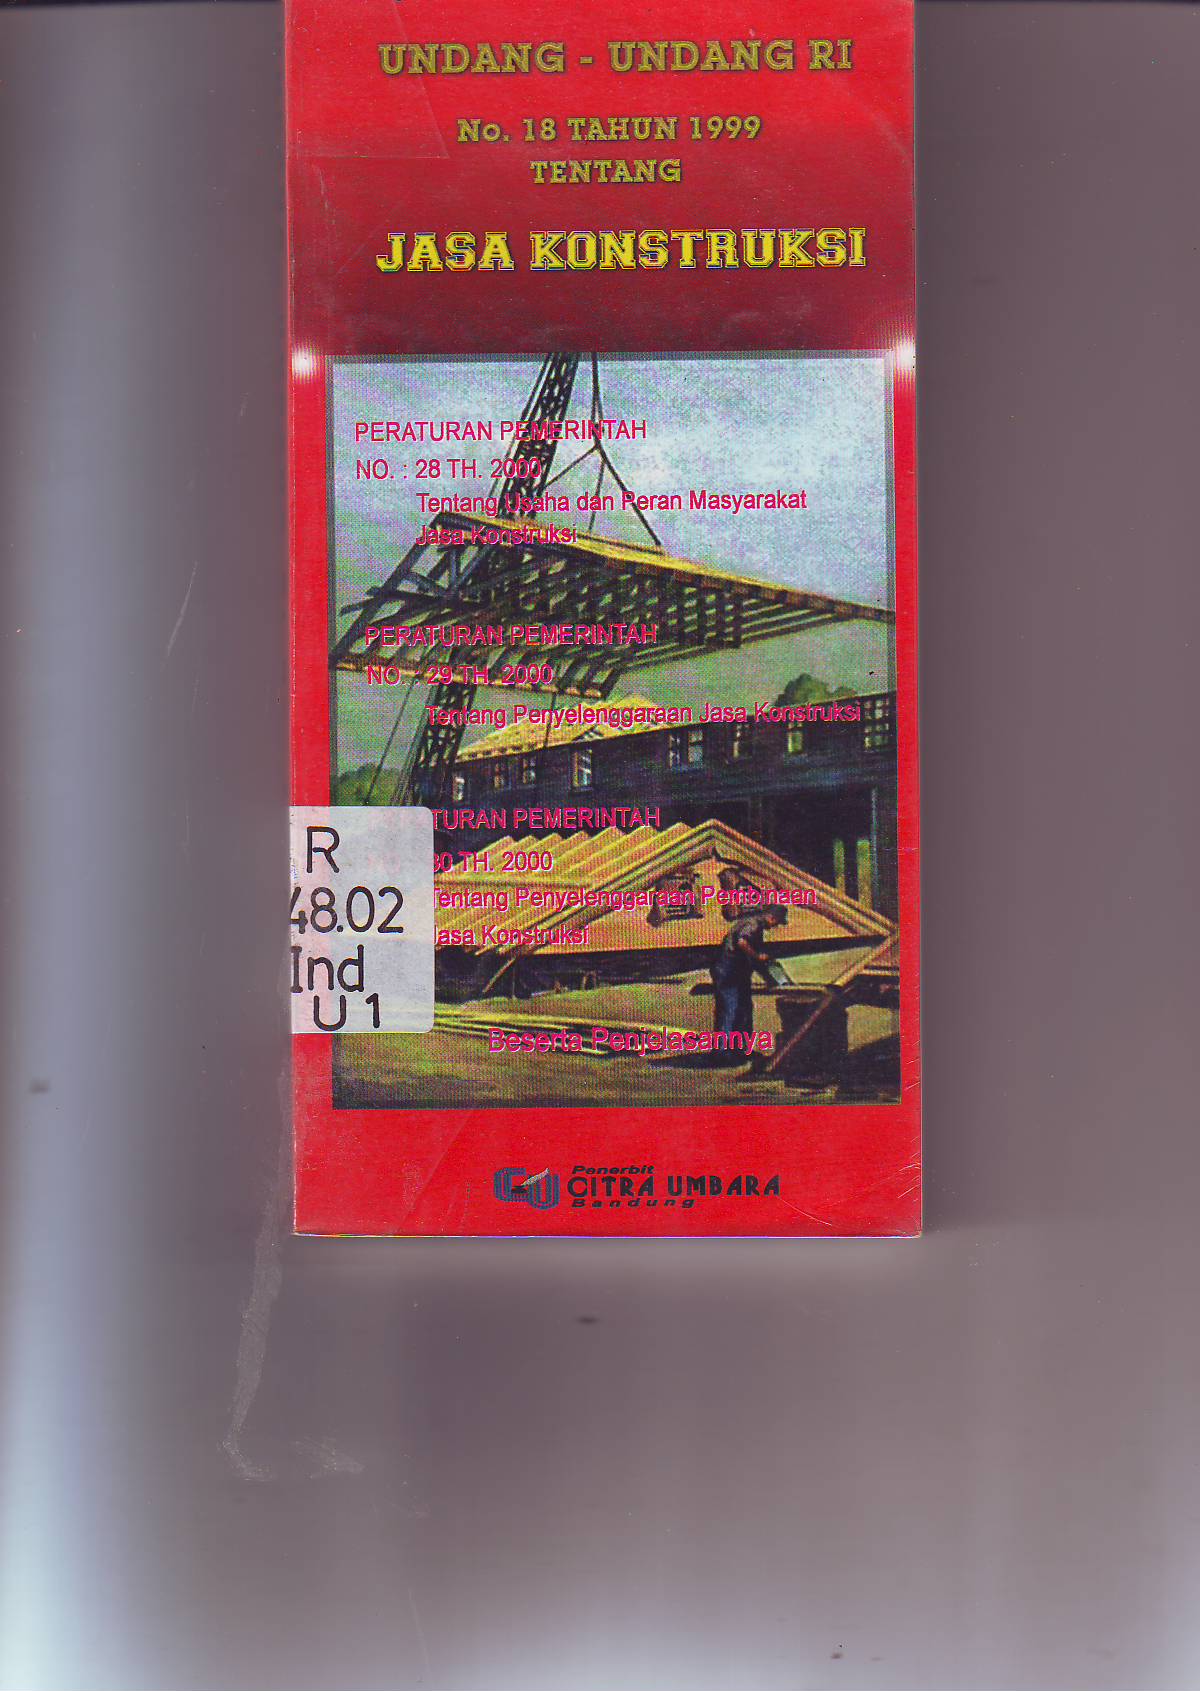 UNDANG - UNDANG RI
No. 18 TAHUN 1999
TENTANG
JASA KONSTRUKSI
PERATURAN PEMERINTAH
NO. : 28 TH. 2000
Tentang Usaha dan Peran Masyarakat
Jasa Konstruksi
PERATURAN PEMERINTAH
NO. : 29 TH. 2000
Tentang Penyelenggaraan Jasa Konstruksi
TURAN PEMERINTAH
30 TH. 2000
Tentang Penyelenggaraan Pembinaan
Jasa Konstruksi
R
48.02
Ind
U 1
Beserta Penjelasannya
Penerbit
CITRA UMBARA
Bandung